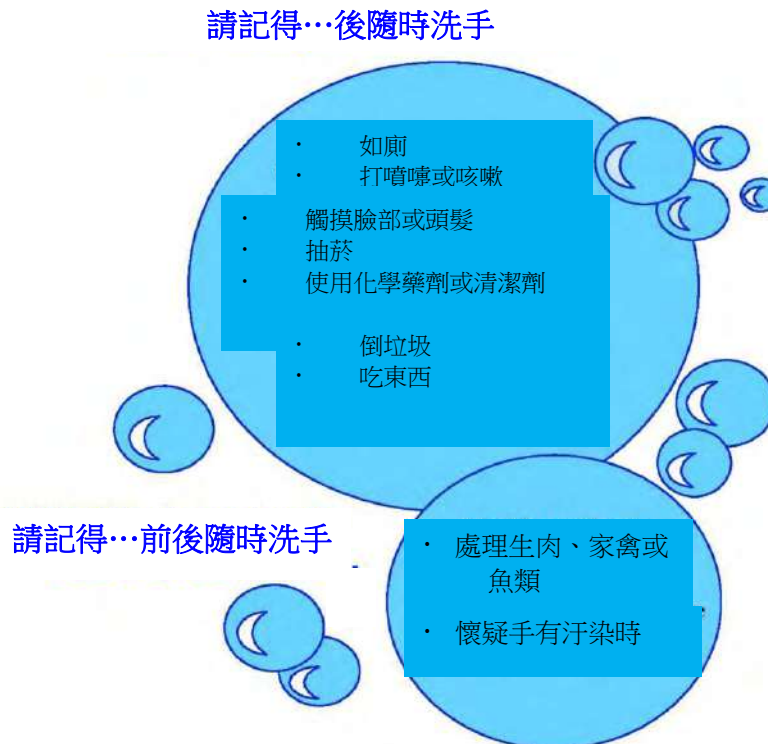 請記得…後隨時洗手
· 如廁
· 打噴嚏或咳嗽
· 觸摸臉部或頭髮
· 抽菸
· 使用化學藥劑或清潔劑
· 倒垃圾
· 吃東西
請記得…前後隨時洗手
· 處理生肉、家禽或
魚類
· 懷疑手有汙染時